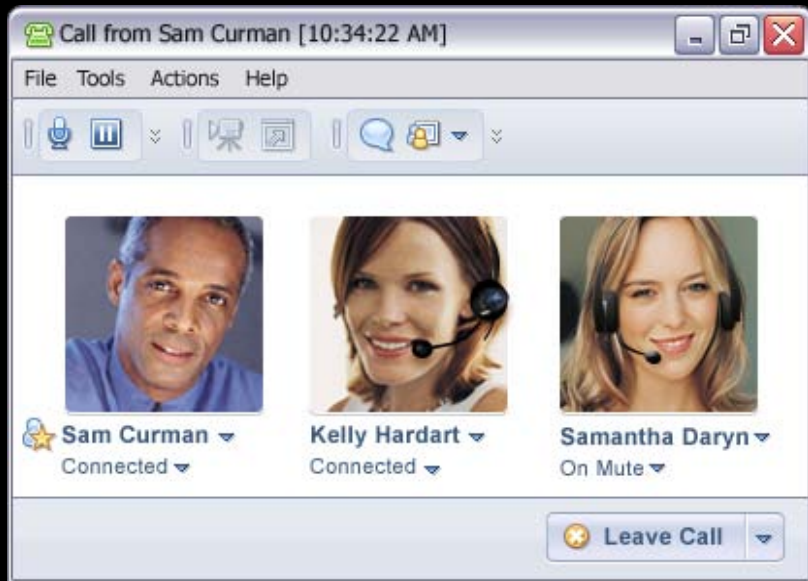 Call from Sam Curman [10:34:22 AM]
File Tools Actions Help
Sam Curman Kelly Hardart Samantha Daryn
Connected Connected On Mute
Leave Call